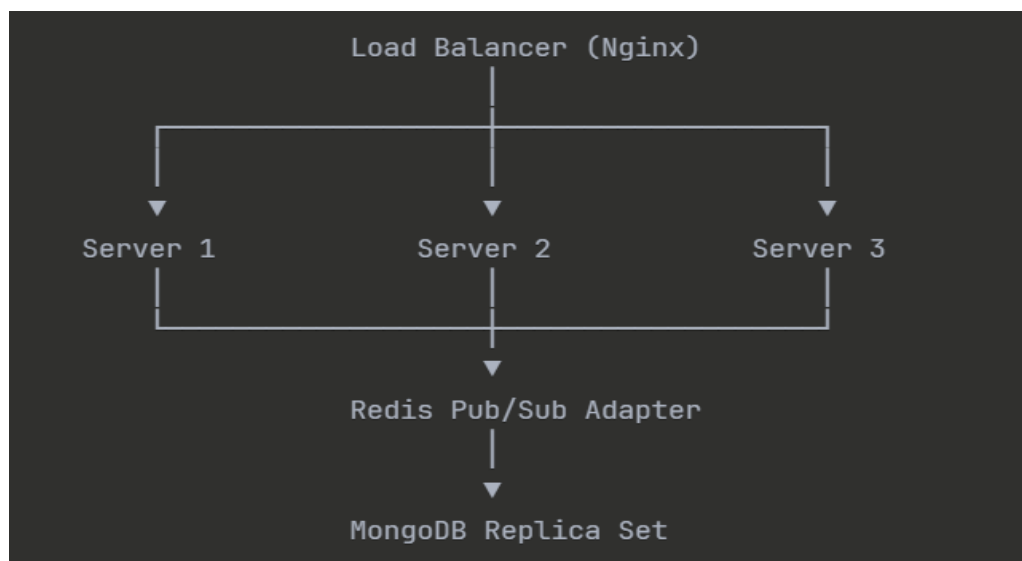 Load Balancer (Nginx)
Server 1 Server 2 Server 3
Redis Pub/Sub Adapter
MongoDB Replica Set